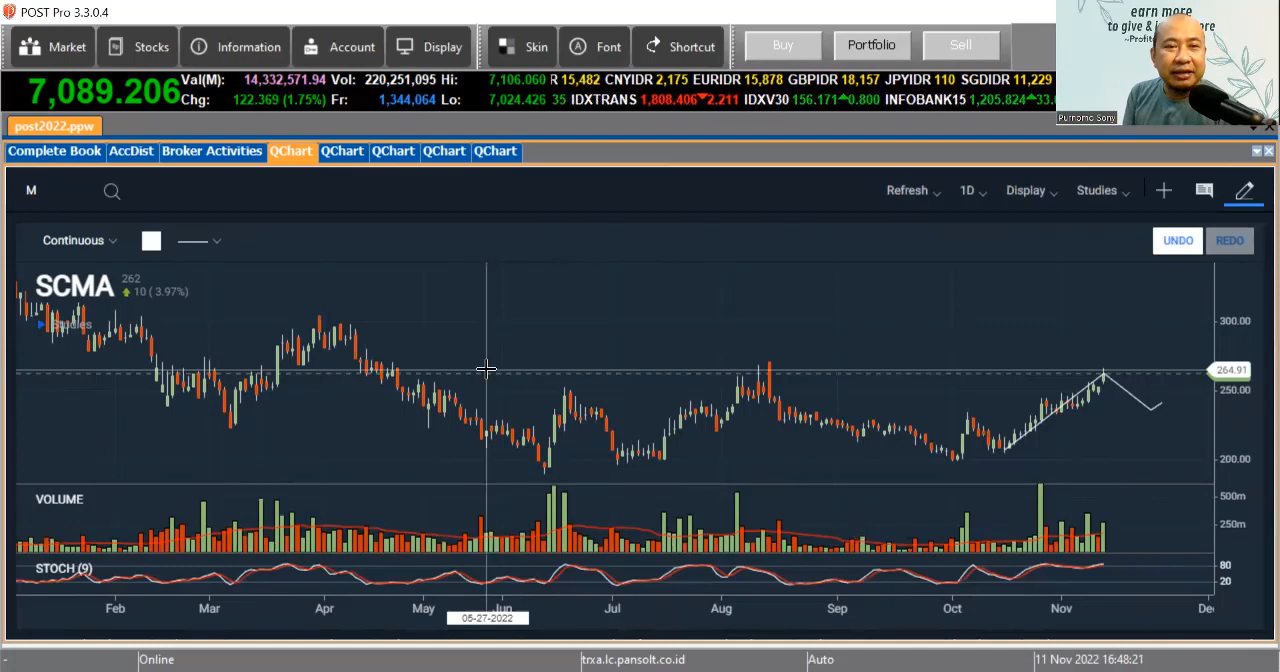 POST Pro 3.3.0.4
earn more
to give &
~Profit
Market Stocks Information Account Display Skin Font Shortcut Buy Portfolio Sell
7,089.206
Val(M): 14,332,571.94 Vol: 220,251,095 Hi: 7,106.060 R 15,482 CNYIDR 2,175 EURIDR 15,878 GBPIDR 18,157 JPYIDR 110 SGDIDR 11,229
Chg: 122.369 (1.75%) Fr: 1,344,064 Lo: 7,024.426 35 IDXTRANS 1,808.406▼2.211 IDXV30 156.171▲0.800 INFOBANK15 1,205.824▲33.
Purnomo Sony
post2022.ppw
Complete Book AccDist Broker Activities QChart QChart QChart QChart QChart
M Refresh 1D Display Studies
Continuous UNDO REDO
SCMA 262
10 ( 3.97%)
Studies
300.00
264.91
250.00
200.00
VOLUME
500m
250m
STOCH (9)
80
20
Feb Mar Apr May Jun Jul Aug Sep Oct Nov
05-27-2022
- Online trxa.lc.pansolt.co.id Auto 11 Nov 2022 16:48:21